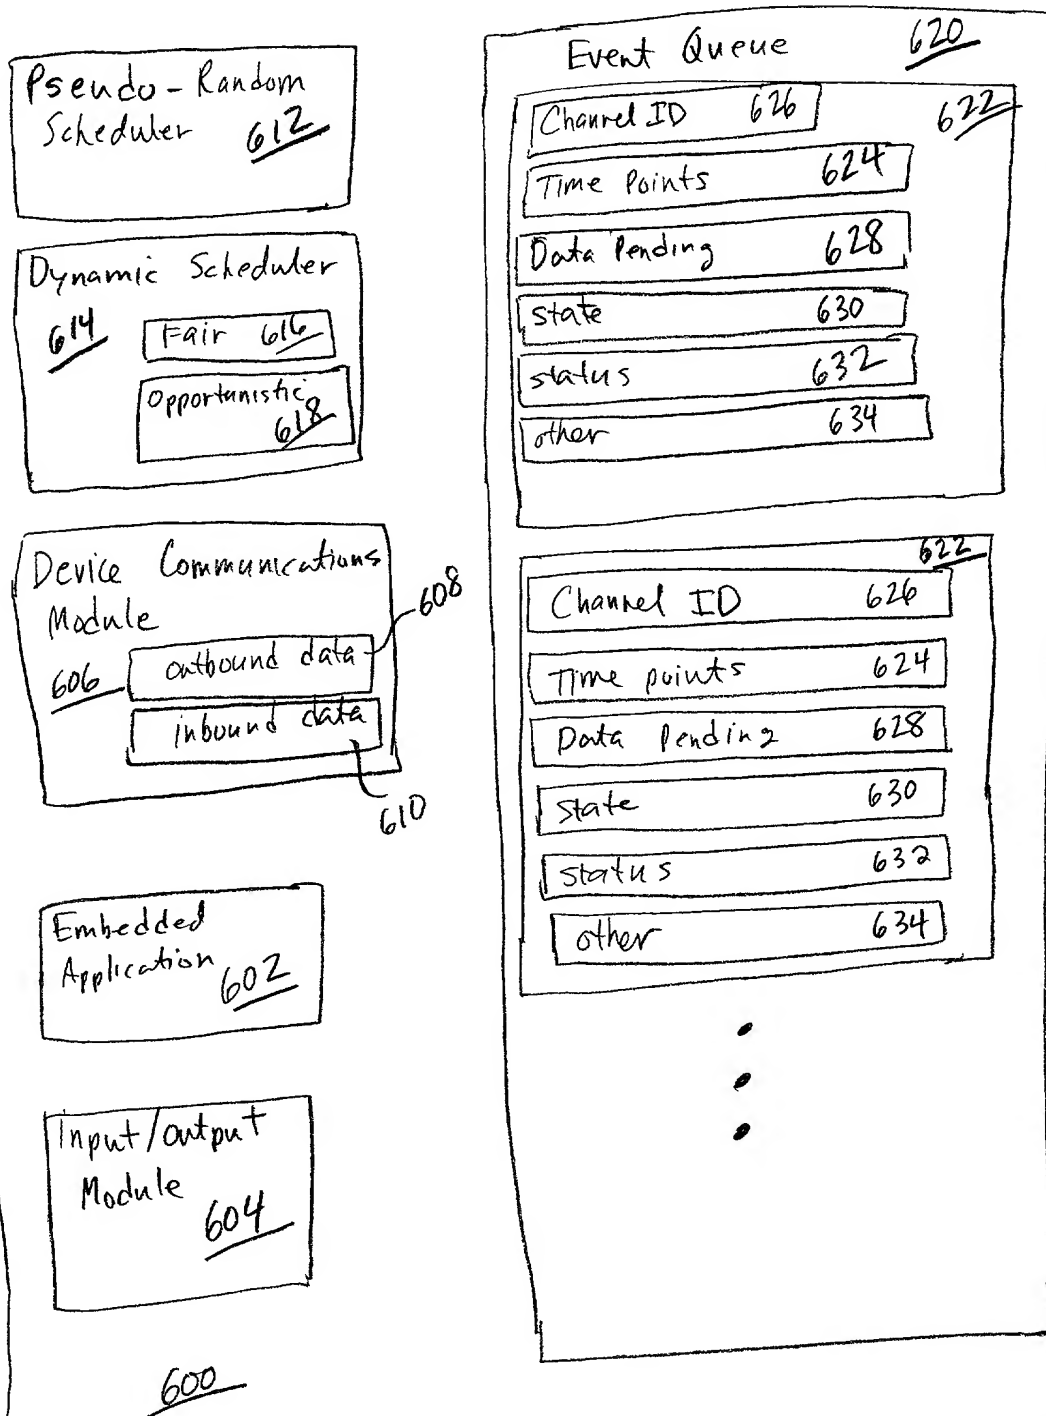 Pseudo-Random
Scheduler 612
Dynamic Scheduler
614
Fair 616
Opportunistic
618
Device Communications
Module
606
outbound data
608
inbound data
610
Embedded
Application
602
Input/output
Module
604
600
Event Queue 620
622
Channel ID 626
Time Points 624
Data Pending 628
state 630
status 632
other 634
622
Channel ID 626
Time points 624
Data Pending 628
state 630
status 632
other 634